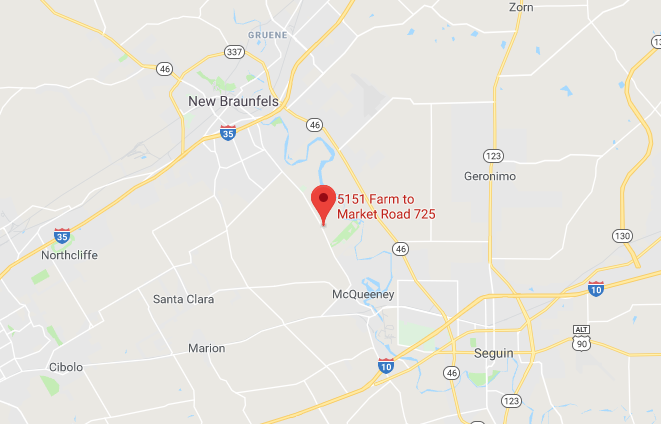 Zorn
GRUENE
337
46
New Braunfels
46
35
123
Geronimo
5151 Farm to
Market Road 725
130
35
46
Northcliffe
10
McQueeney
Santa Clara
ALT
90
Marion
Seguin
10
Cibolo
46
123